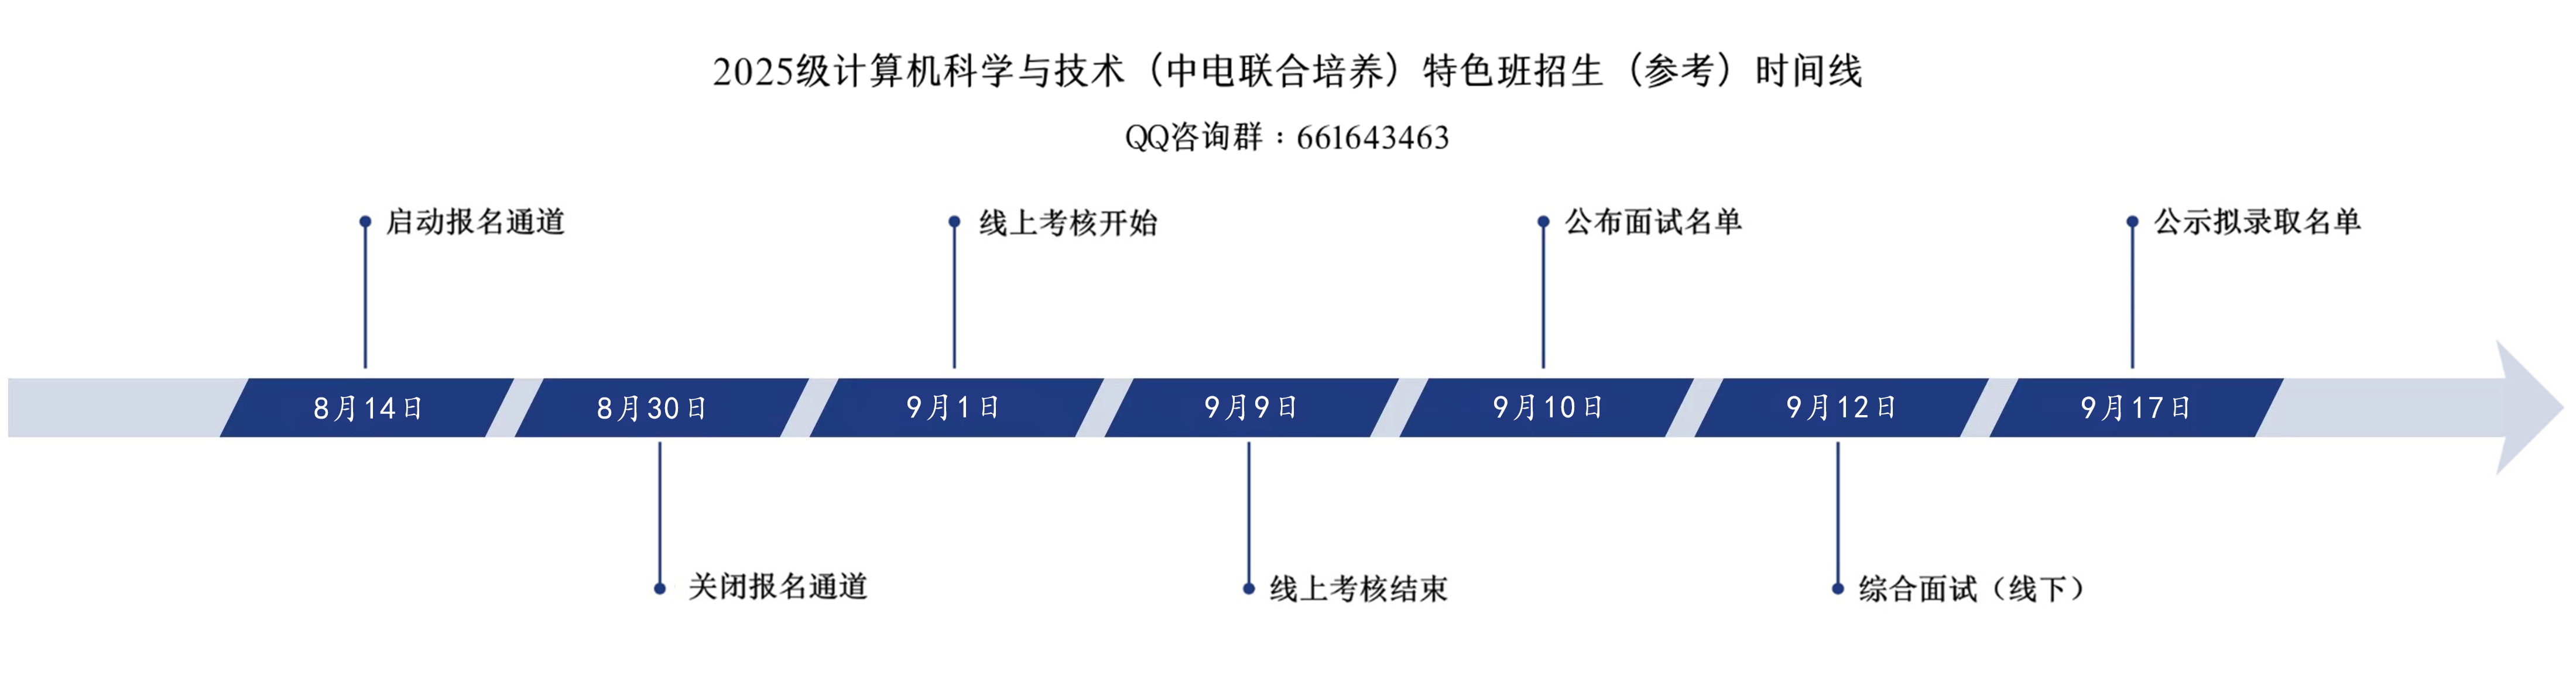 2025级计算机科学与技术（中电联合培养）特色班招生（参考）时间线
QQ咨询群：661643463
启动报名通道
线上考核开始
公布面试名单
公示拟录取名单
8月14日
8月30日
9月1日
9月9日
9月10日
9月12日
9月17日
关闭报名通道
线上考核结束
综合面试（线下）